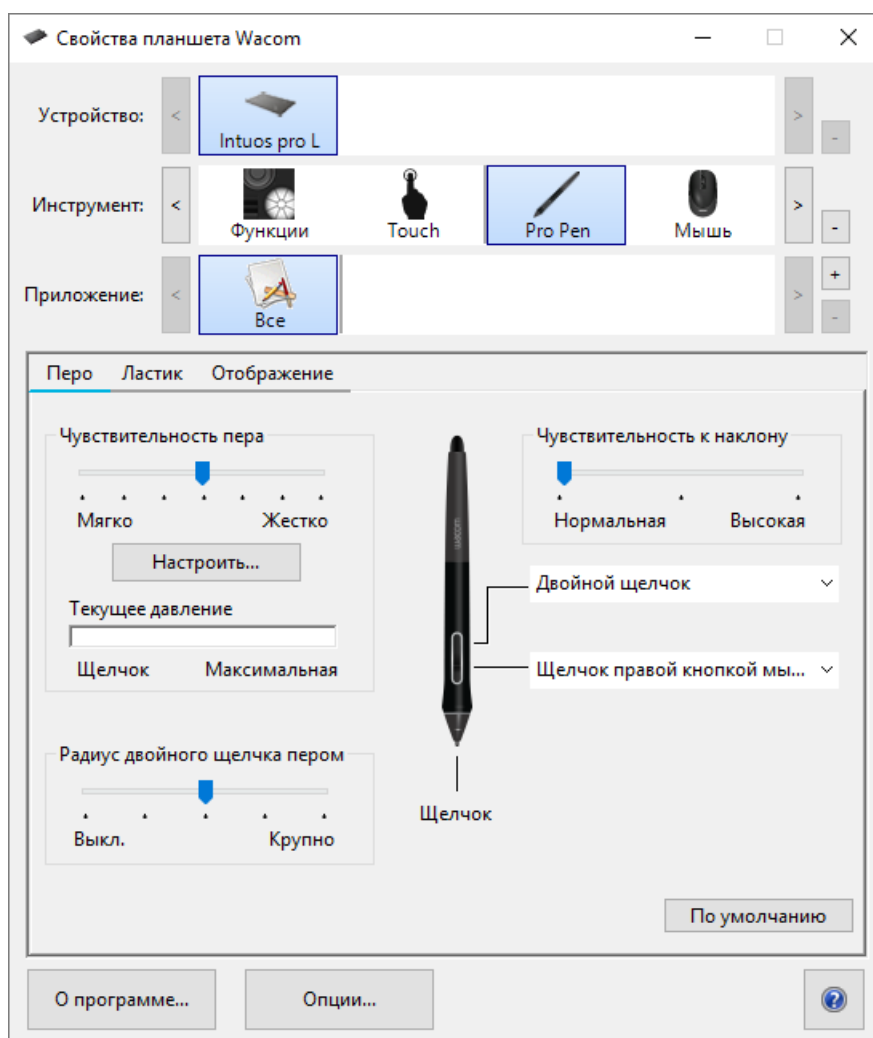 Свойства планшета Wacom
Устройство:
<
Intuos pro L
>
-
Инструмент:
<
Функции
Touch
Pro Pen
Мышь
>
-
Приложение:
<
Все
>
+
-
Перо Ластик Отображение
Чувствительность пера
Мягко Жестко
Настроить...
Текущее давление
Щелчок Максимальная
Чувствительность к наклону
Нормальная Высокая
wacom
Двойной щелчок
Щелчок правой кнопкой мы...
Радиус двойного щелчка пером
Выкл. Крупно
Щелчок
По умолчанию
О программе... Опции... ?